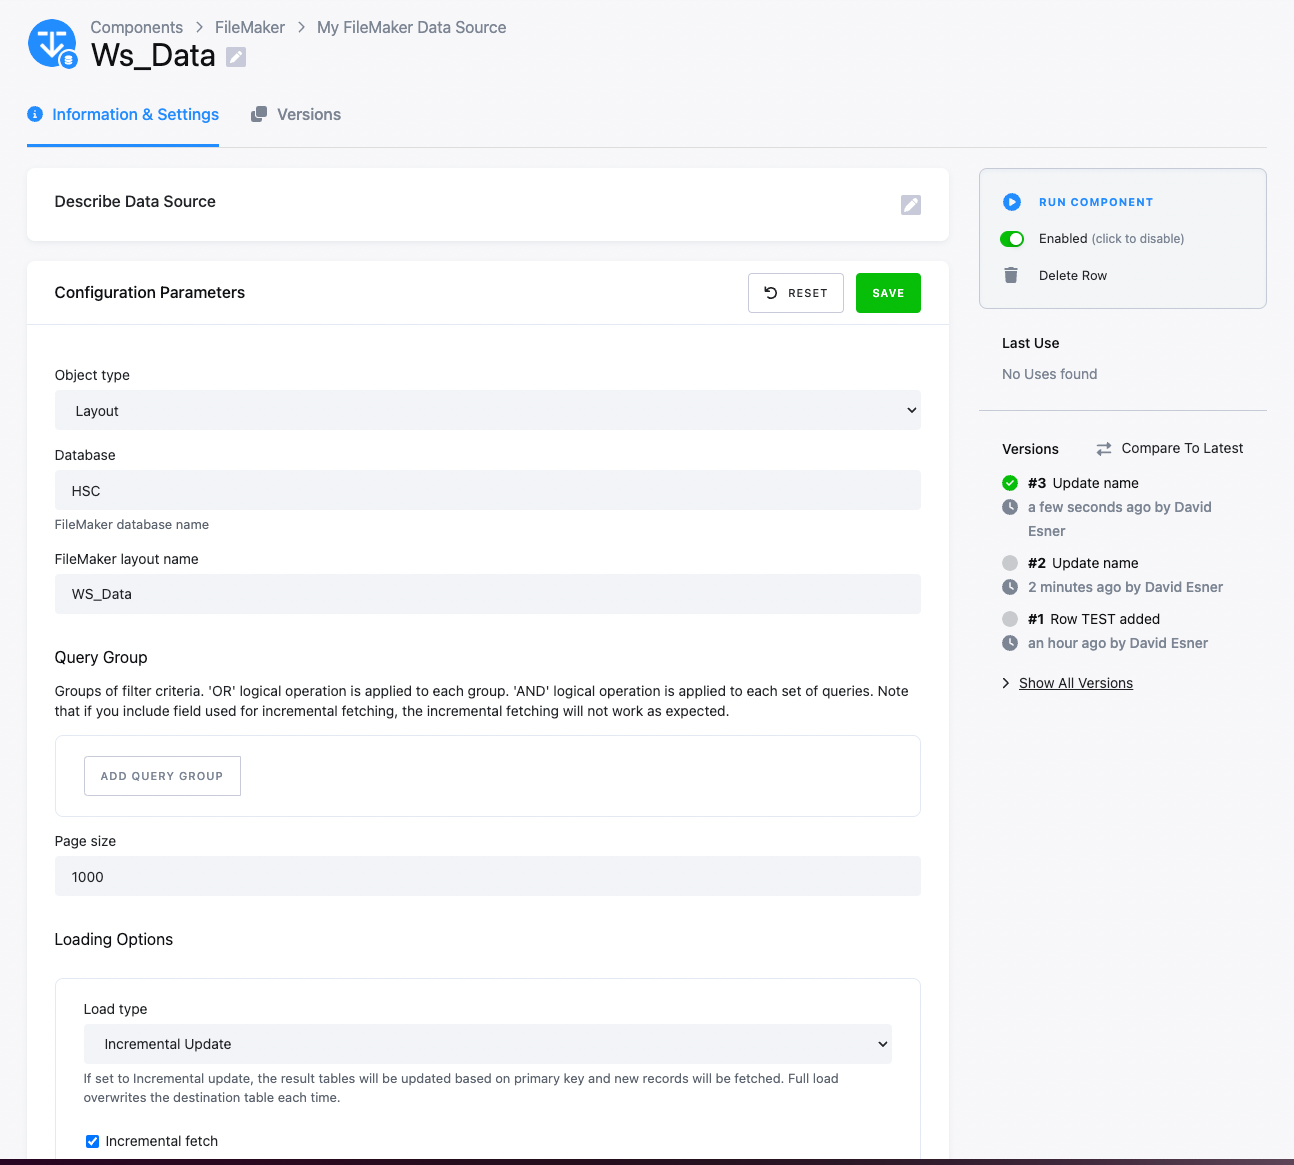 Components > FileMaker > My FileMaker Data Source
Ws_Data
Information & Settings
Versions
Describe Data Source
Configuration Parameters
RESET
SAVE
Object type
Layout
Database
HSC
FileMaker database name
FileMaker layout name
WS_Data
Query Group
Groups of filter criteria. 'OR' logical operation is applied to each group. 'AND' logical operation is applied to each set of queries. Note
that if you include field used for incremental fetching, the incremental fetching will not work as expected.
ADD QUERY GROUP
Page size
1000
Loading Options
Load type
Incremental Update
If set to Incremental update, the result tables will be updated based on primary key and new records will be fetched. Full load
overwrites the destination table each time.
Incremental fetch
RUN COMPONENT
Enabled (click to disable)
Delete Row
Last Use
No Uses found
Versions
Compare To Latest
#3 Update name
a few seconds ago by David
Esner
#2 Update name
2 minutes ago by David Esner
#1 Row TEST added
an hour ago by David Esner
Show All Versions